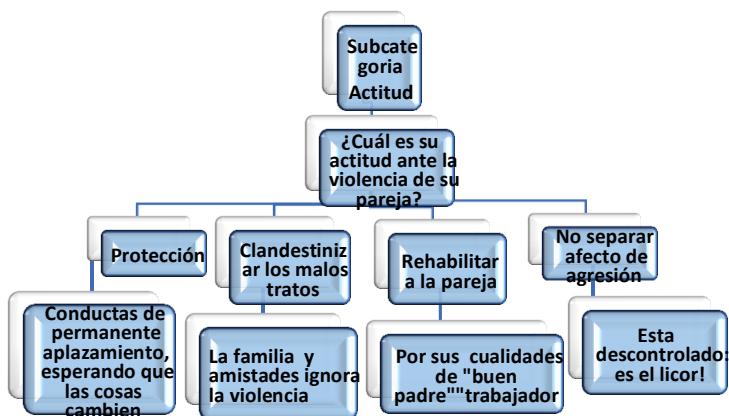 Subcate
goria
Actitud
¿Cuál es su
actitud ante la
violencia de su
pareja?
Protección
Clandestiniz
ar los malos
tratos
Rehabilitar
a la pareja
No separar
afecto de
agresión
Conductas de
permanente
aplazamiento,
esperando que
las cosas
cambien
La familia y
amistades ignora
la violencia
Por sus cualidades
de "buen
padre""trabajador
Esta
descontrolado:
es el licor!